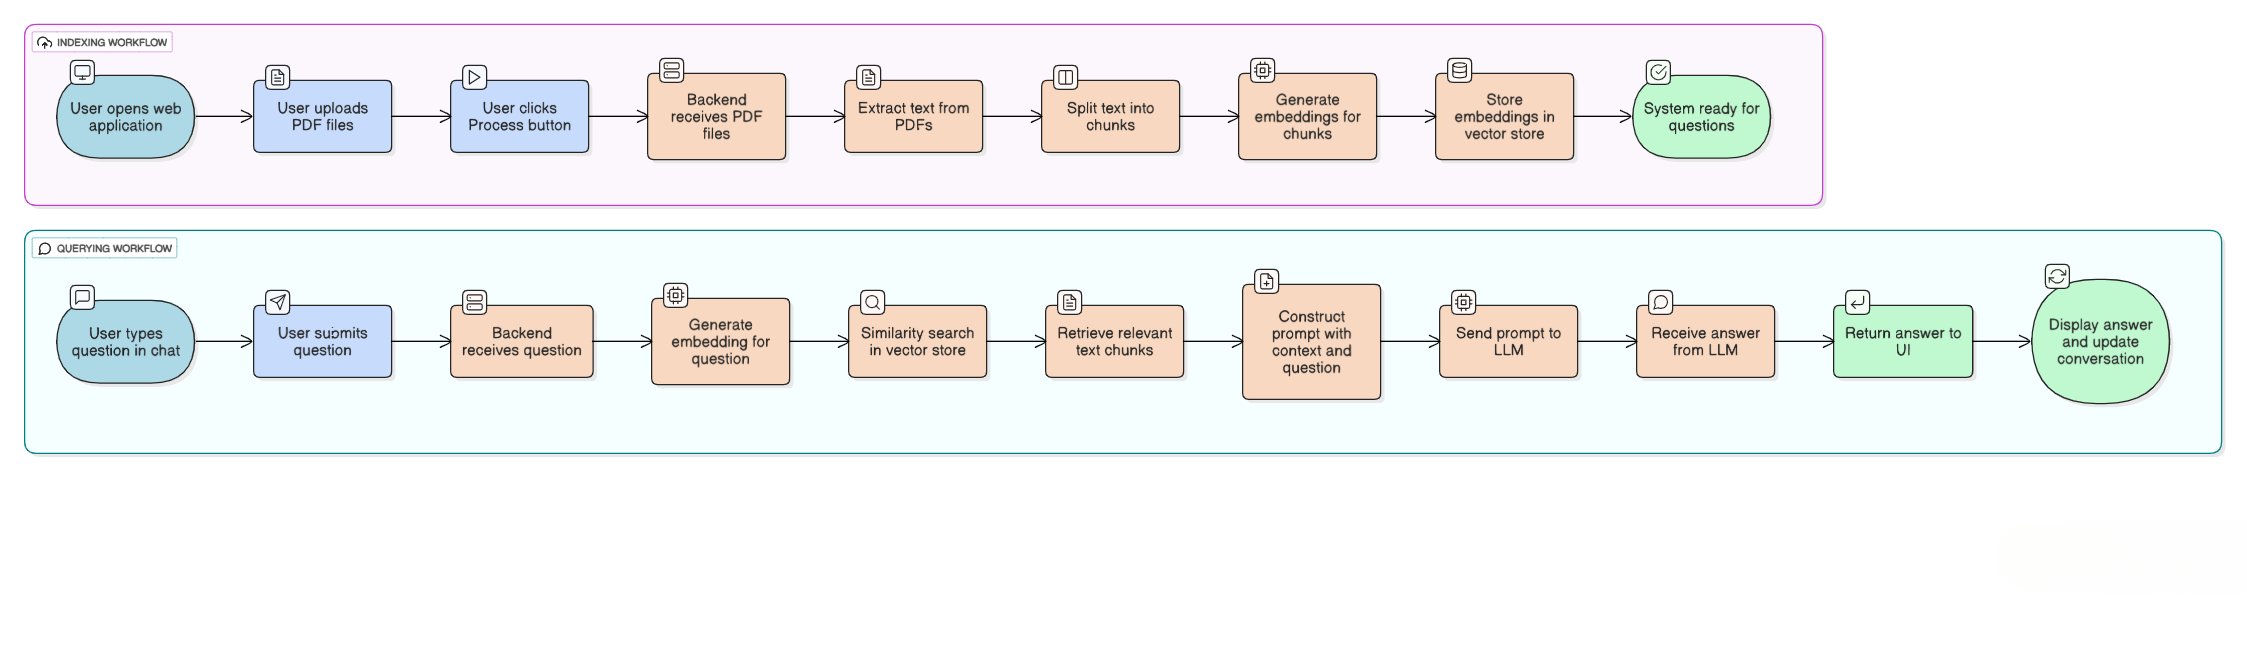 INDEXING WORKFLOW
User opens web
application
User uploads
PDF files
User clicks
Process button
Backend
receives PDF
files
Extract text from
PDFs
Split text into
chunks
Generate
embeddings for
chunks
Store
embeddings in
vector store
System ready for
questions
QUERYING WORKFLOW
User types
question in chat
User submits
question
Backend
receives question
Generate
embedding for
question
Similarity search
in vector store
Retrieve relevant
text chunks
Construct
prompt with
context and
question
Send prompt to
LLM
Receive answer
from LLM
Return answer to
UI
Display answer
and update
conversation